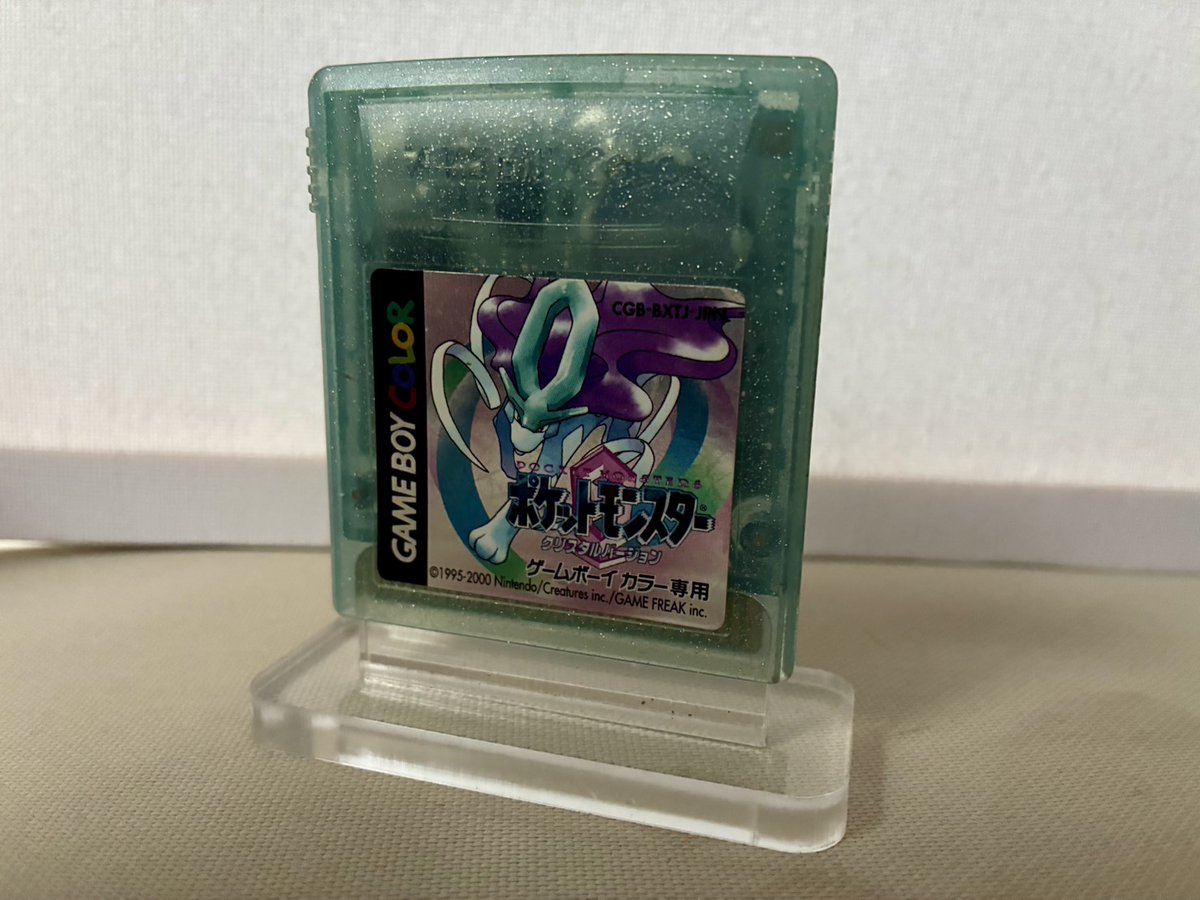 GAME BOY COLOR
CGB-BXTJ-JPN
POCKET MONSTERS
ポケットモンスター®
クリスタルバージョン
ゲームボーイ カラー専用
©1995-2000 Nintendo/Creatures inc./GAME FREAK inc.